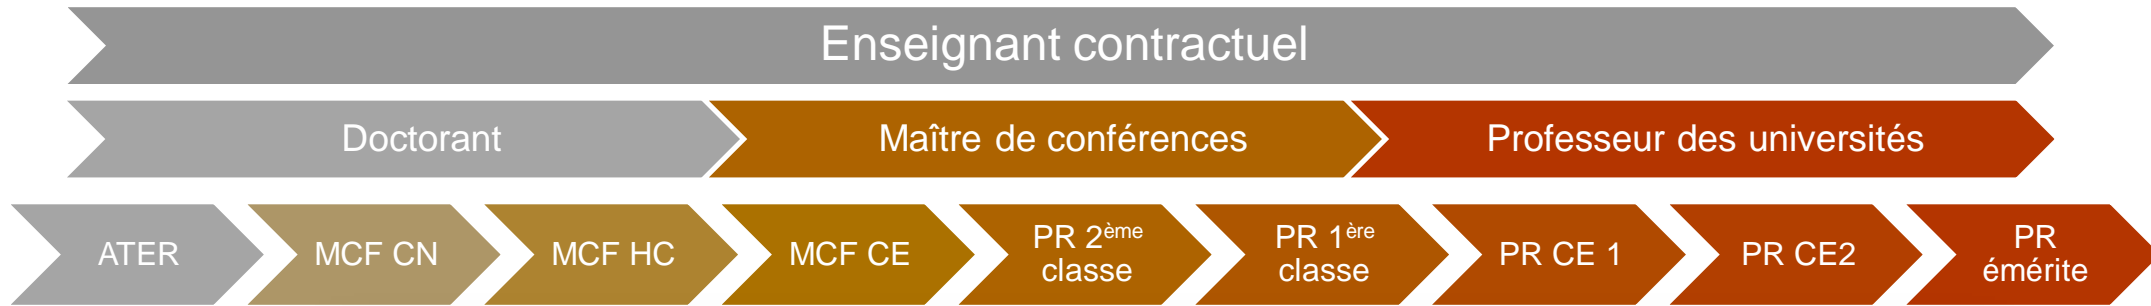 Enseignant contractuel
Doctorant
Maître de conférences
Professeur des universités
ATER
MCF CN
MCF HC
MCF CE
PR 2ème
classe
PR 1ère
classe
PR CE 1
PR CE2
PR
émérite